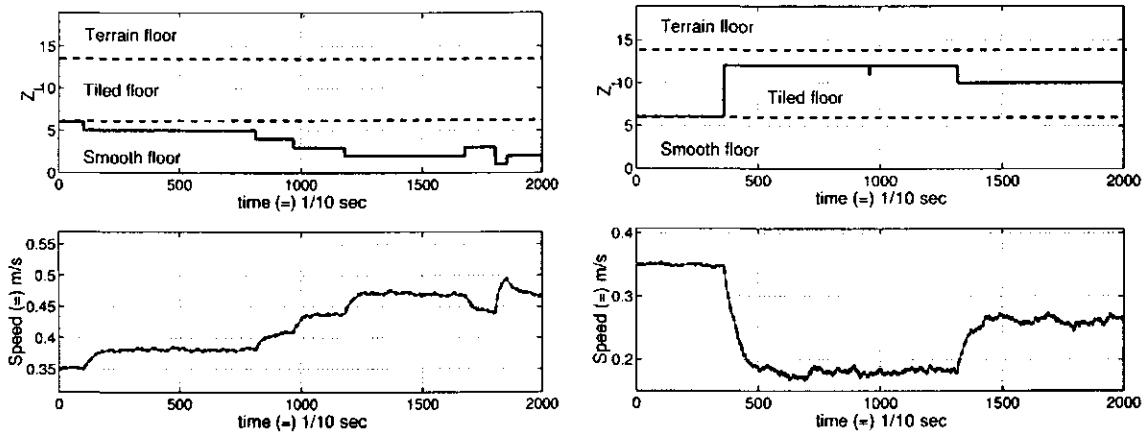 Terrain floor
15
10
Z_L
Tiled floor
5
Smooth floor
0
0 500 1000 1500 2000
time (=) 1/10 sec
0.55
0.5
0.45
0.4
0.35
Speed (=) m/s
0 500 1000 1500 2000
time (=) 1/10 sec
Terrain floor
15
10
Z_L
Tiled floor
5
Smooth floor
0
0 500 1000 1500 2000
time (=) 1/10 sec
0.4
0.3
0.2
Speed (=) m/s
0 500 1000 1500 2000
time (=) 1/10 sec